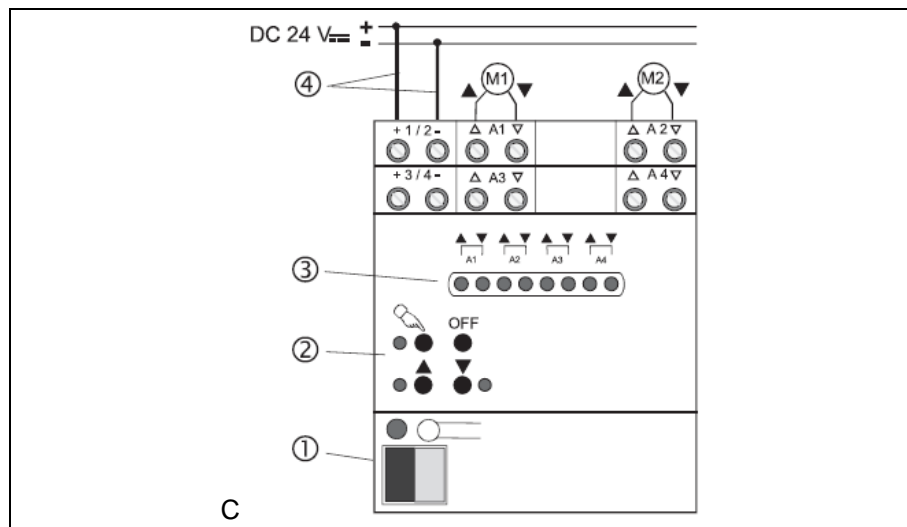 DC 24 V⎓ +
-
④
M1 M2
▲ ▼ ▲ ▼
+ 1 / 2 - △ A1 ▽ △ A 2 ▽
+ 3 / 4 - △ A3 ▽ △ A 4 ▽
▲ ▼ ▲ ▼ ▲ ▼ ▲ ▼
A1 A2 A3 A4
③
OFF
②
▲ ▼
①
C